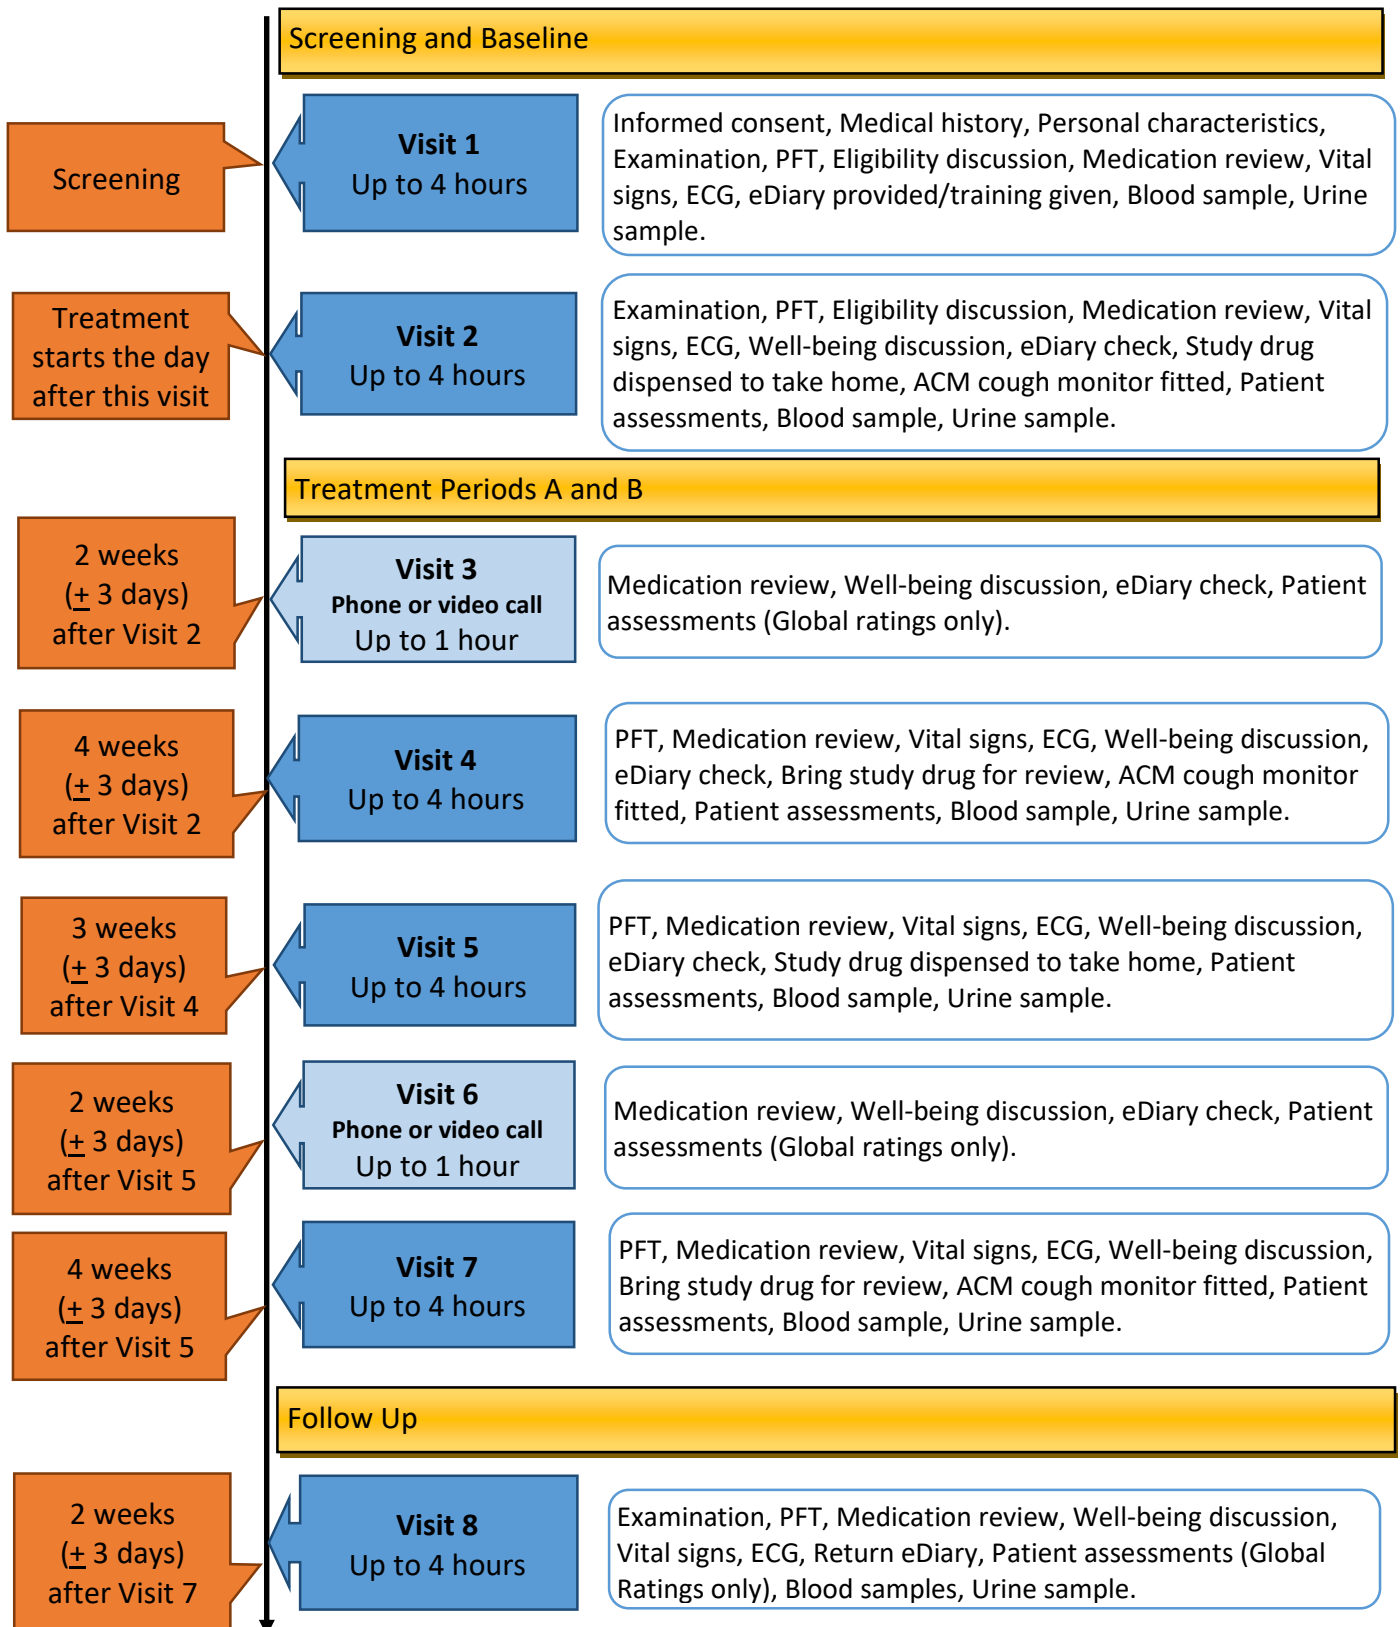 Screening and Baseline
Screening
Visit 1
Up to 4 hours
Informed consent, Medical history, Personal characteristics,
Examination, PFT, Eligibility discussion, Medication review, Vital
signs, ECG, eDiary provided/training given, Blood sample, Urine
sample.
Treatment
starts the day
after this visit
Visit 2
Up to 4 hours
Examination, PFT, Eligibility discussion, Medication review, Vital
signs, ECG, Well-being discussion, eDiary check, Study drug
dispensed to take home, ACM cough monitor fitted, Patient
assessments, Blood sample, Urine sample.
Treatment Periods A and B
2 weeks
(± 3 days)
after Visit 2
Visit 3
Phone or video call
Up to 1 hour
Medication review, Well-being discussion, eDiary check, Patient
assessments (Global ratings only).
4 weeks
(± 3 days)
after Visit 2
Visit 4
Up to 4 hours
PFT, Medication review, Vital signs, ECG, Well-being discussion,
eDiary check, Bring study drug for review, ACM cough monitor
fitted, Patient assessments, Blood sample, Urine sample.
3 weeks
(± 3 days)
after Visit 4
Visit 5
Up to 4 hours
PFT, Medication review, Vital signs, ECG, Well-being discussion,
eDiary check, Study drug dispensed to take home, Patient
assessments, Blood sample, Urine sample.
2 weeks
(± 3 days)
after Visit 5
Visit 6
Phone or video call
Up to 1 hour
Medication review, Well-being discussion, eDiary check, Patient
assessments (Global ratings only).
4 weeks
(± 3 days)
after Visit 5
Visit 7
Up to 4 hours
PFT, Medication review, Vital signs, ECG, Well-being discussion,
Bring study drug for review, ACM cough monitor fitted, Patient
assessments, Blood sample, Urine sample.
Follow Up
2 weeks
(± 3 days)
after Visit 7
Visit 8
Up to 4 hours
Examination, PFT, Medication review, Well-being discussion,
Vital signs, ECG, Return eDiary, Patient assessments (Global
Ratings only), Blood samples, Urine sample.